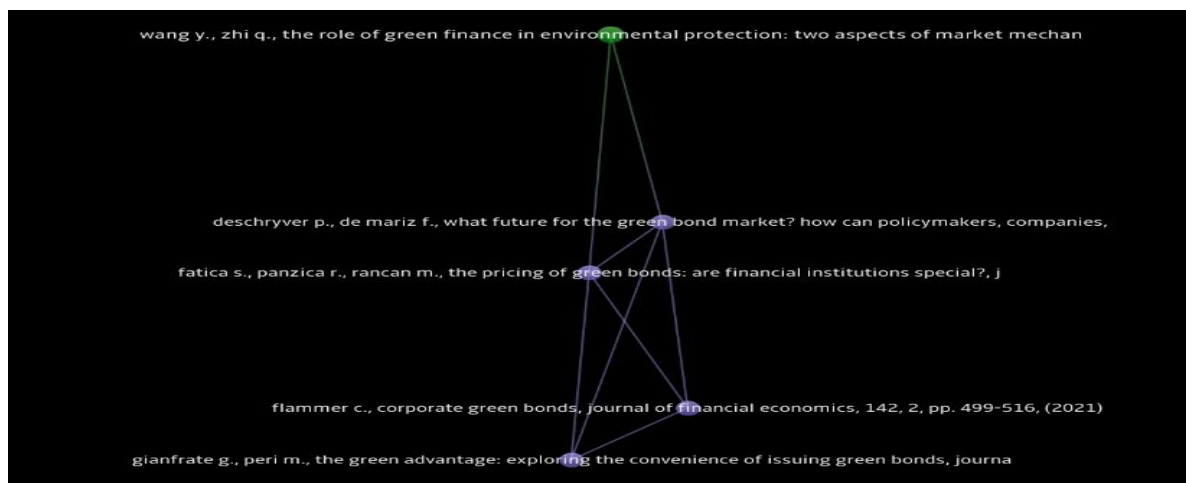 wang y., zhi q., the role of green finance in environmental protection: two aspects of market mechan
deschryver p., de mariz f., what future for the green bond market? how can policymakers, companies,
fatica s., panzica r., rancan m., the pricing of green bonds: are financial institutions special?, j
flammer c., corporate green bonds, journal of financial economics, 142, 2, pp. 499-516, (2021)
gianfrate g., peri m., the green advantage: exploring the convenience of issuing green bonds, journa